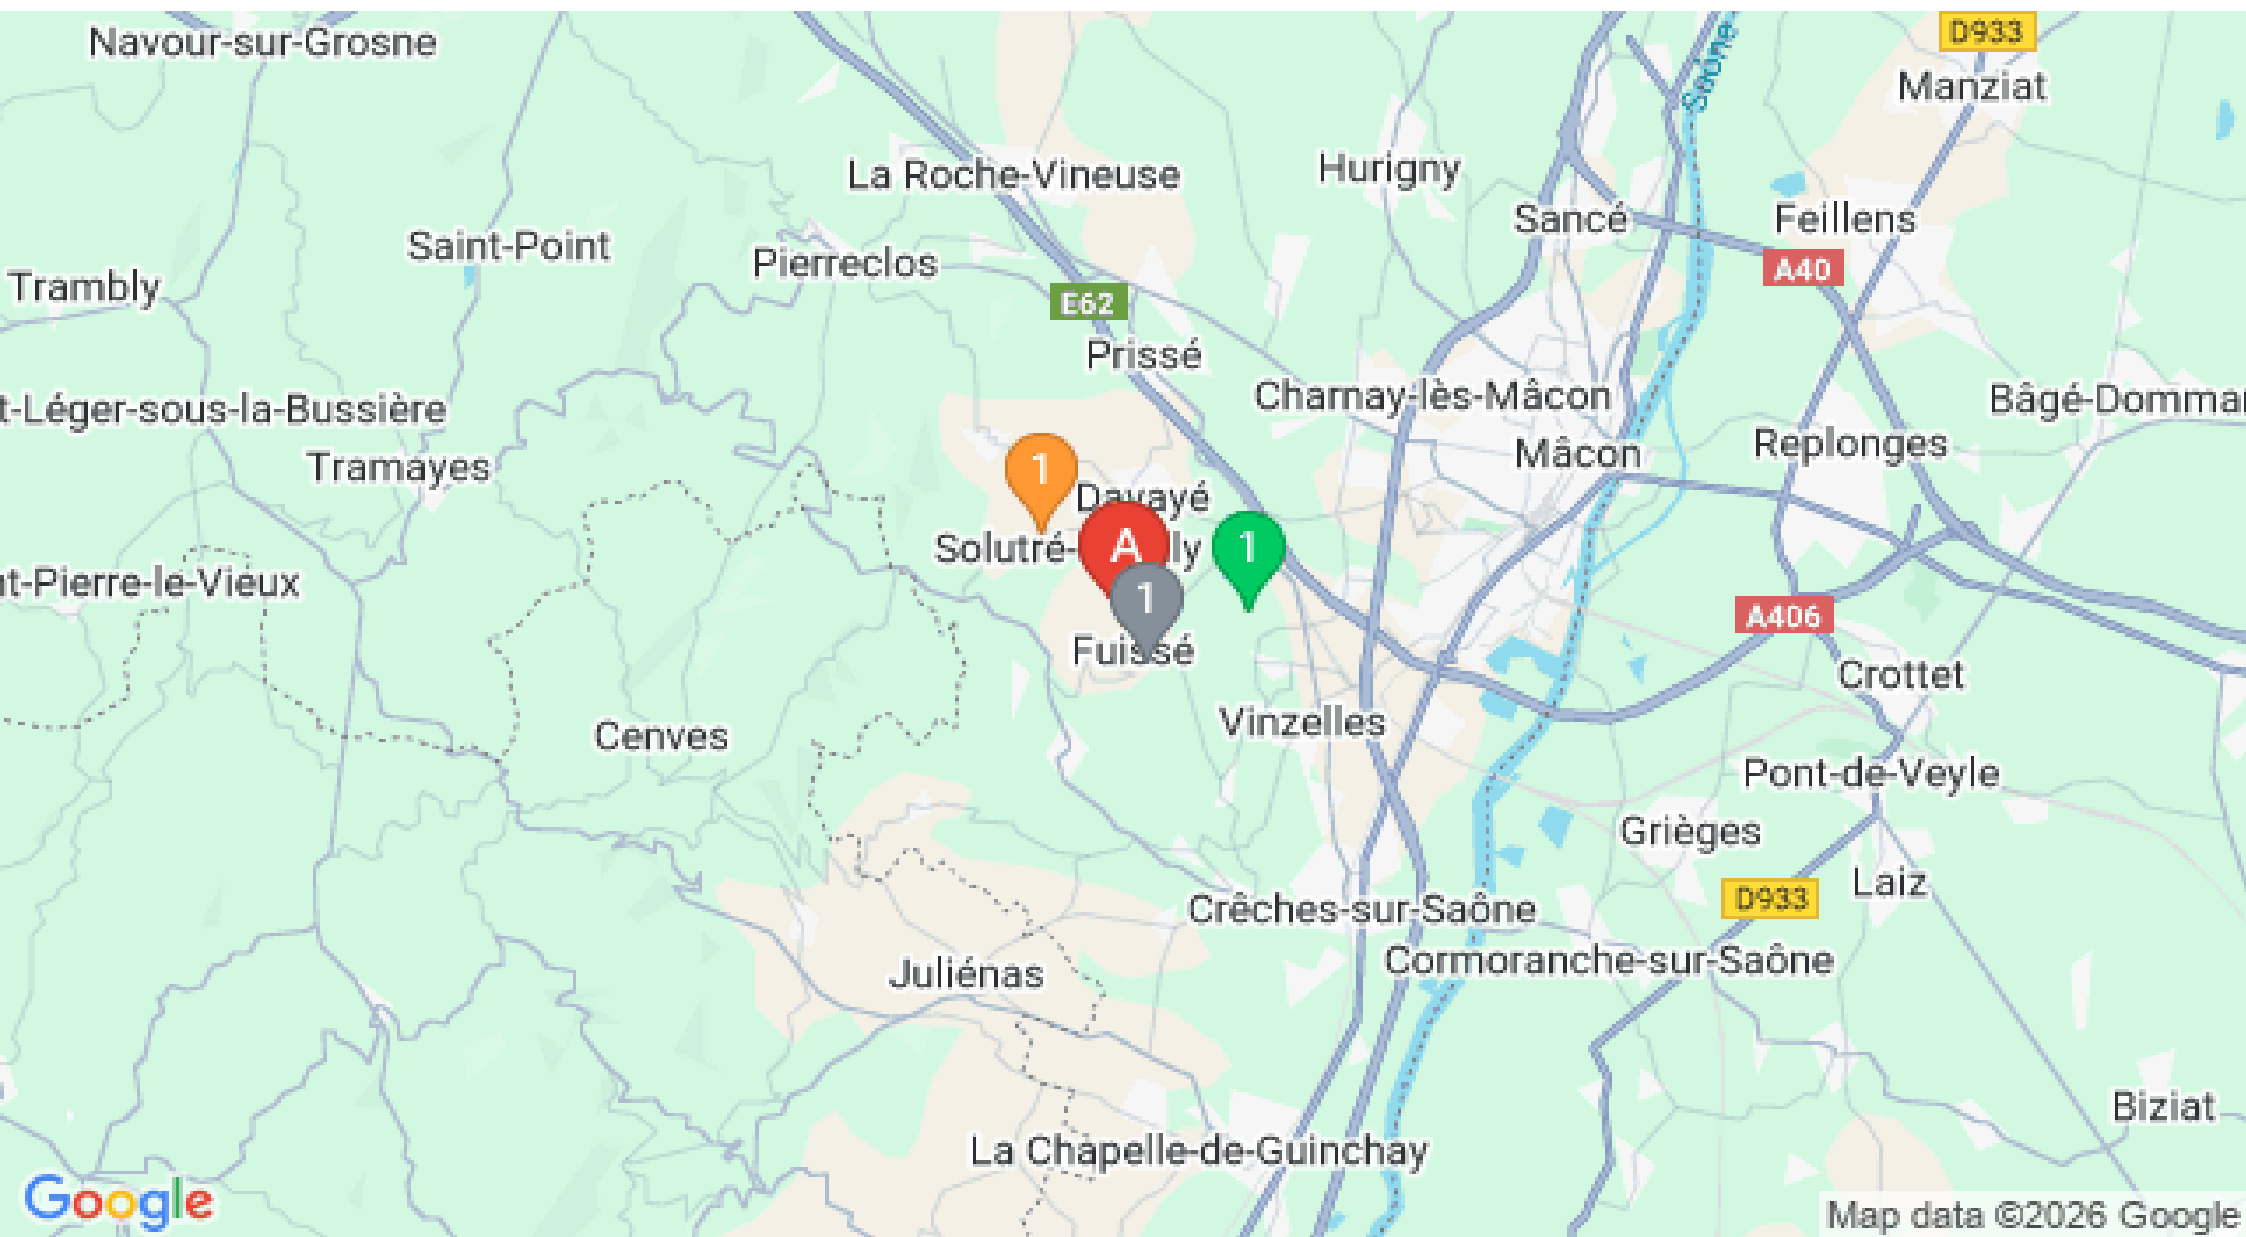 Navour-sur-Grosne
D933
Saône
Manziat
La Roche-Vineuse
Hurigny
Sancé
Feillens
Saint-Point
Pierreclos
A40
Trambly
E62
Prissé
Charnay-lès-Mâcon
Bâgé-Dommar
t-Léger-sous-la-Bussière
Replonges
Mâcon
Tramayes
1
Davayé
Solutré-
A
lly
1
nt-Pierre-le-Vieux
1
A406
Fuissé
Crottet
Vinzelles
Cenves
Pont-de-Veyle
Grièges
Laiz
D933
Crêches-sur-Saône
Cormoranche-sur-Saône
Juliénas
Biziat
La Chapelle-de-Guinchay
Google
Map data ©2026 Google